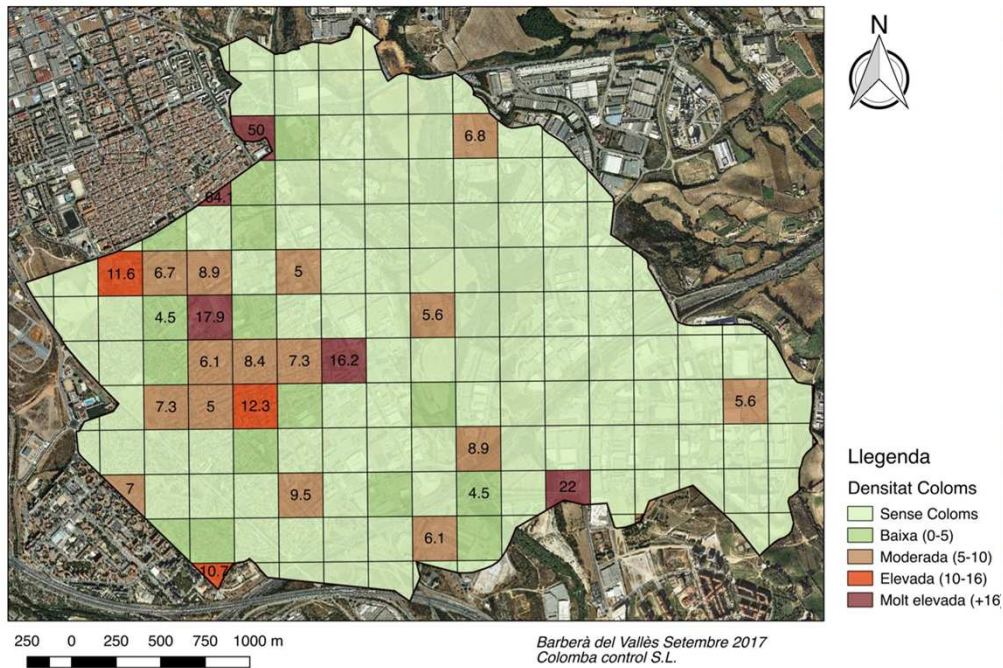 N
50
6.8
64.1
11.6 6.7 8.9 5
4.5 17.9 5.6
6.1 8.4 7.3 16.2
7.3 5 12.3 5.6
8.9
7 9.5 4.5 22
6.1
10.7
Llegenda
Densitat Coloms
Sense Coloms
Baixa (0-5)
Moderada (5-10)
Elevada (10-16)
Molt elevada (+16)
250 0 250 500 750 1000 m
Barberà del Vallès Setembre 2017
Colomba control S.L.